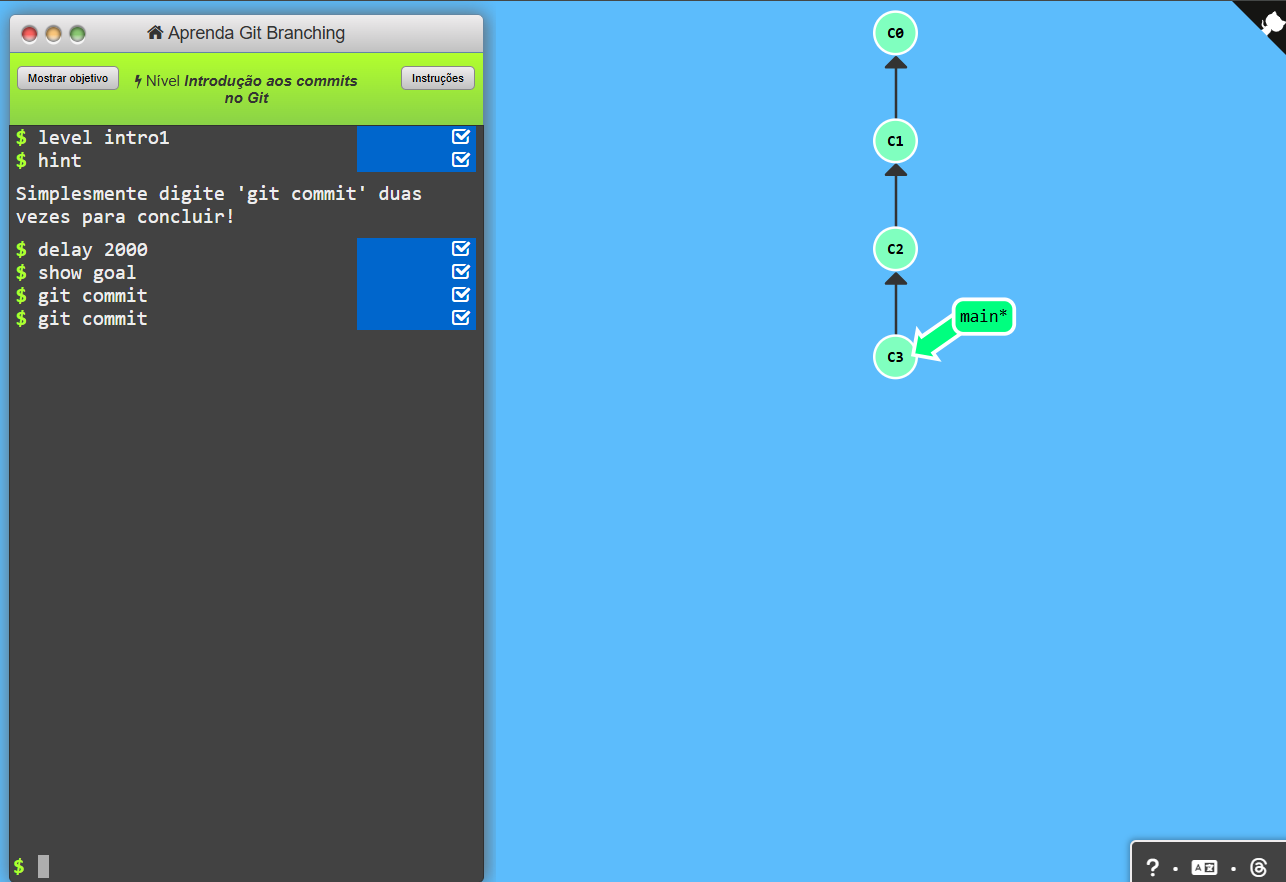 Aprenda Git Branching
Mostrar objetivo
Nível Introdução aos commits
no Git
Instruções
$ level intro1
$ hint
Simplesmente digite 'git commit' duas
vezes para concluir!
$ delay 2000
$ show goal
$ git commit
$ git commit
$
C0
C1
C2
main*
C3
?